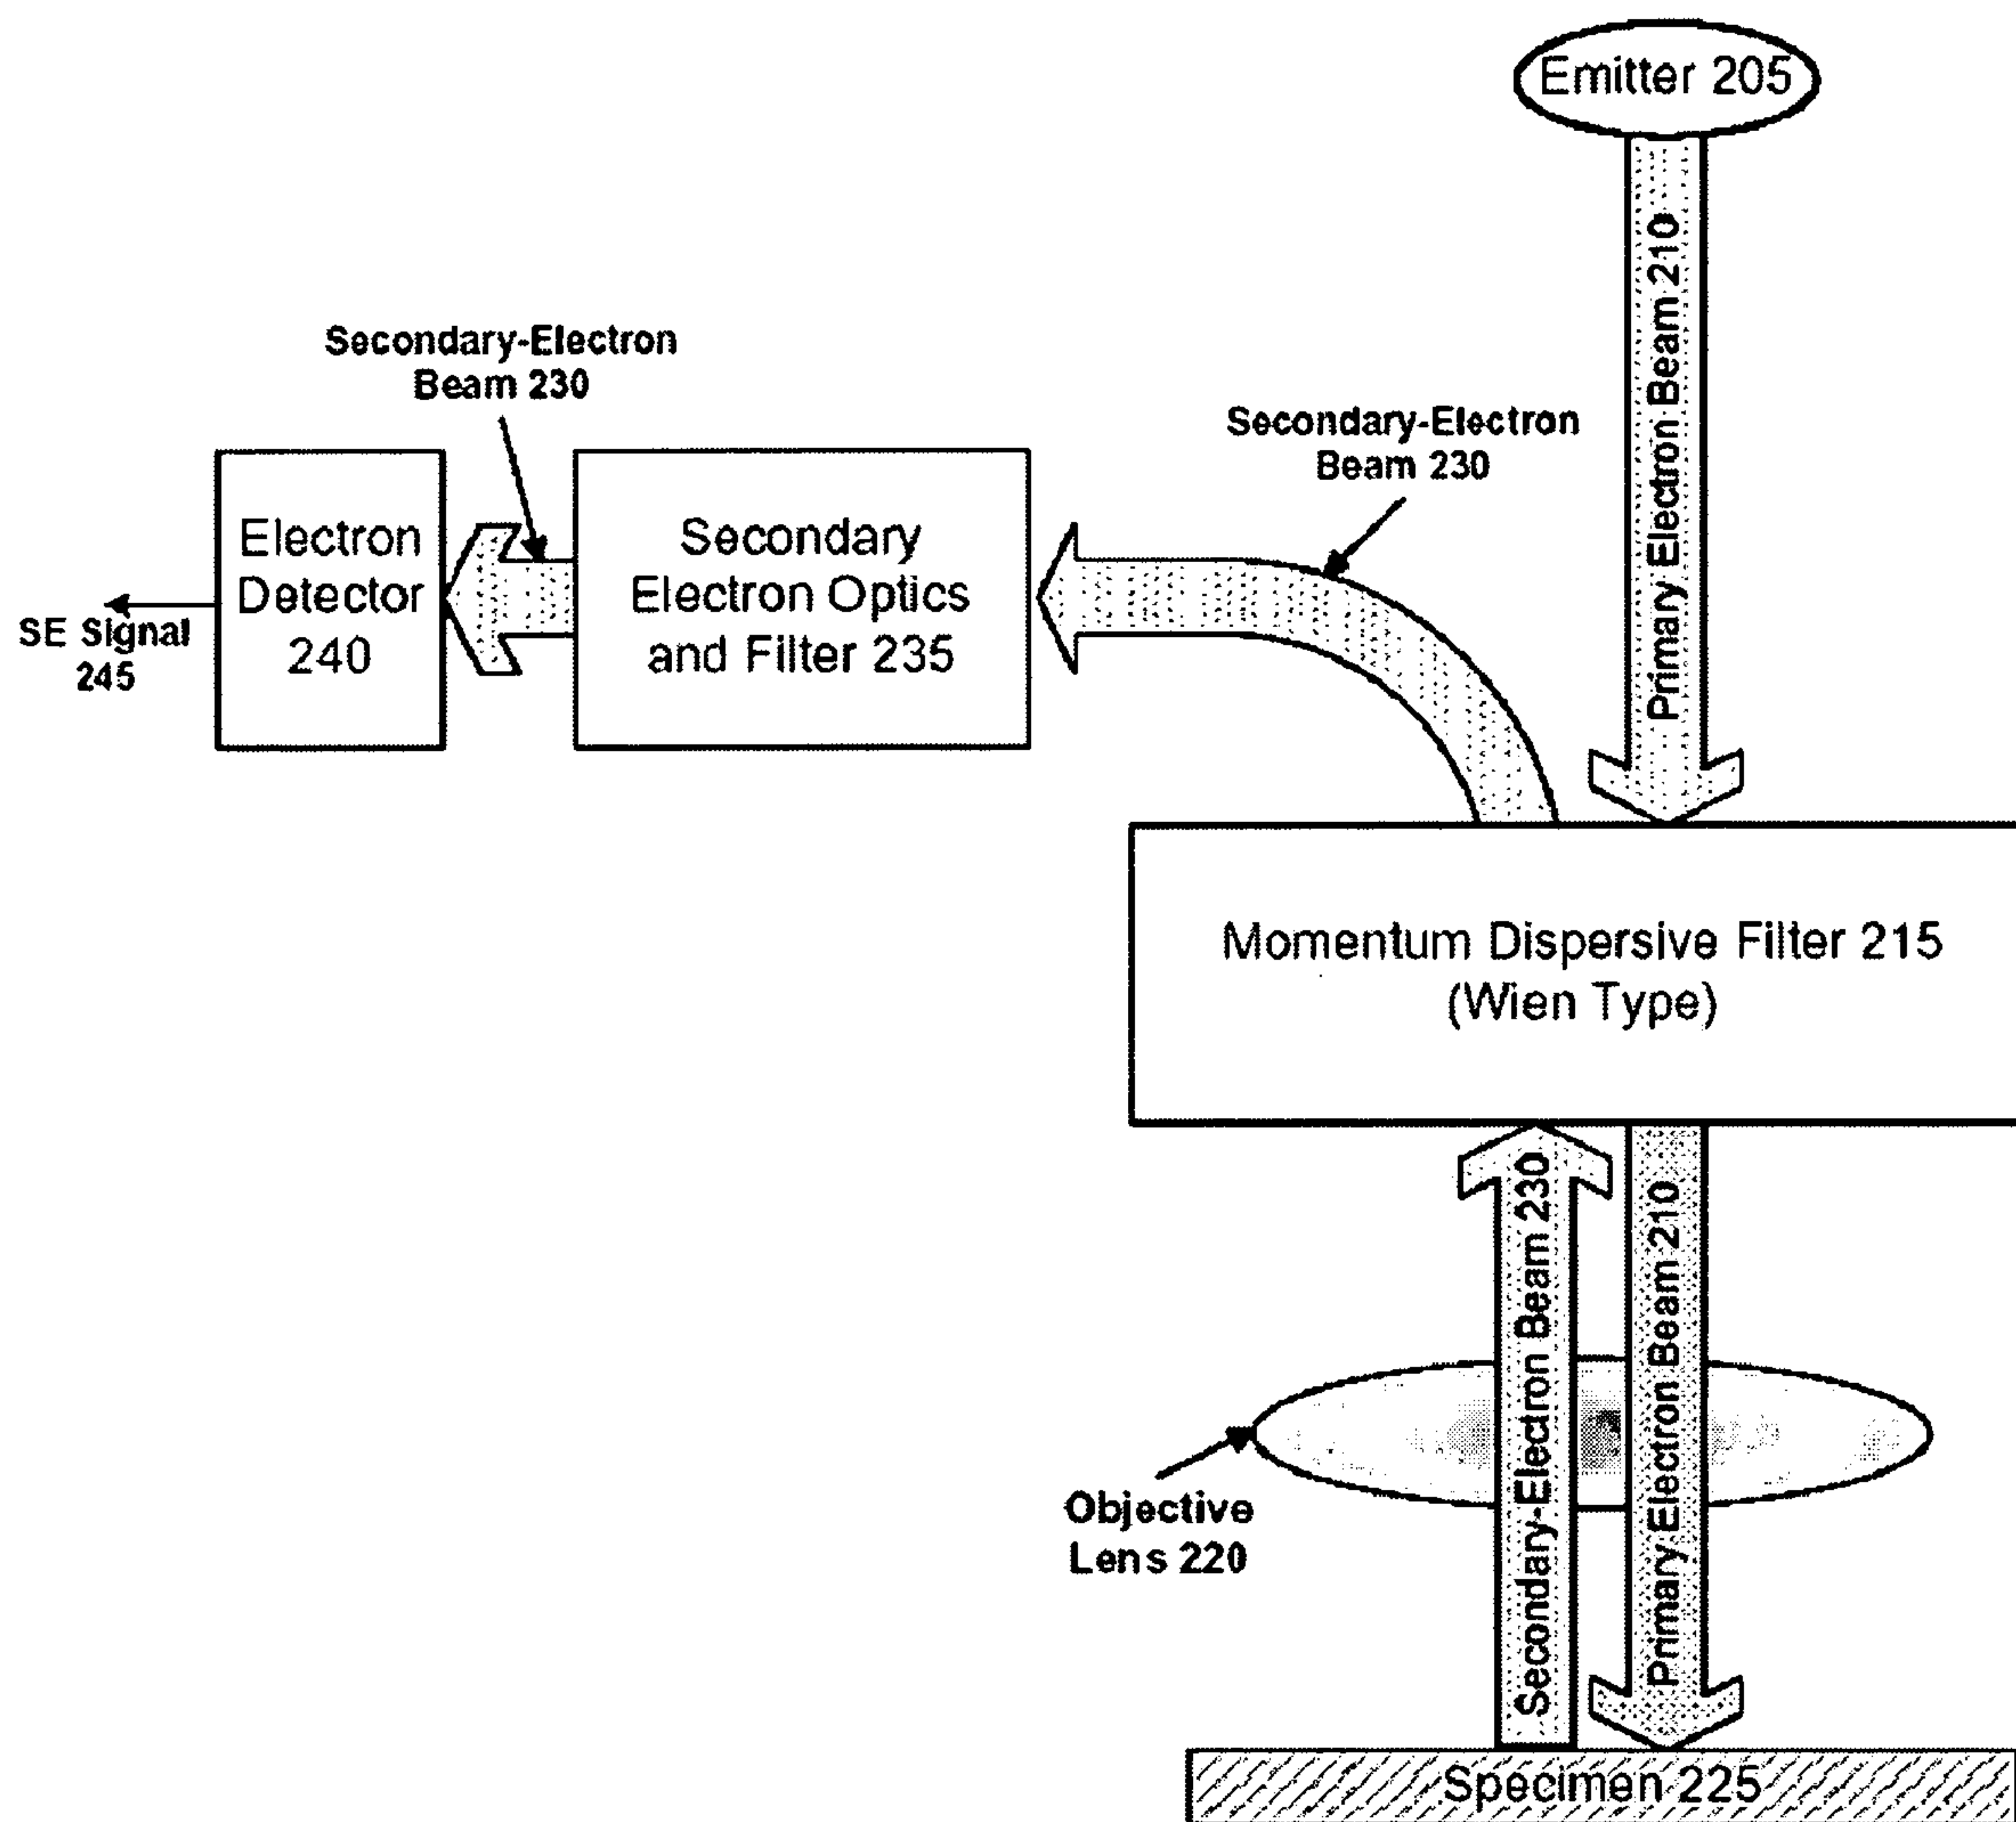 Emitter 205
Primary Electron Beam 210
Secondary-Electron
Beam 230
Secondary-Electron
Beam 230
Electron
Detector
240
Secondary
Electron Optics
and Filter 235
SE Signal
245
Momentum Dispersive Filter 215
(Wien Type)
Secondary-Electron Beam 230
Primary Electron Beam 210
Objective
Lens 220
Specimen 225